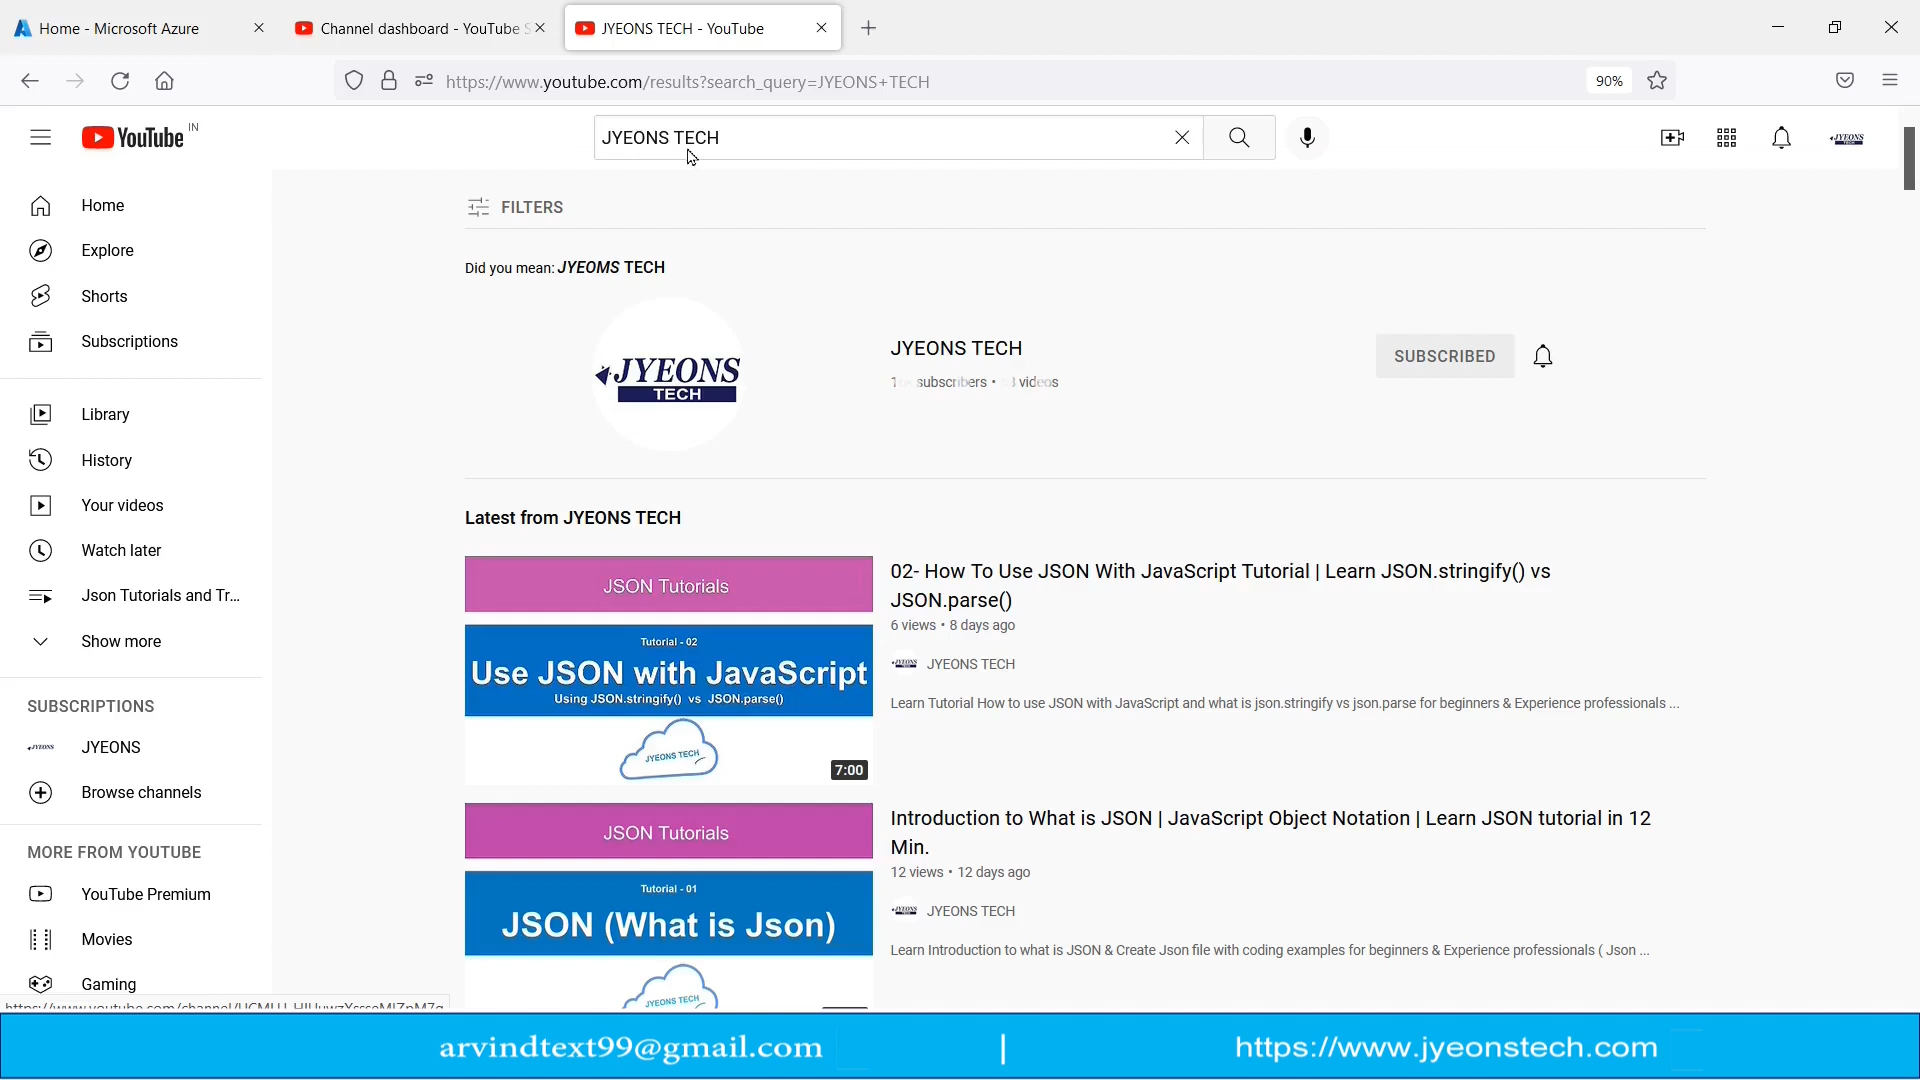 Home - Microsoft Azure
Channel dashboard - YouTube S
JYEONS TECH - YouTube
https://www.youtube.com/results?search_query=JYEONS+TECH
90%
YouTube IN
JYEONS TECH
JYEONS TECH
Home
Explore
Shorts
Subscriptions
Library
History
Your videos
Watch later
Json Tutorials and Tr...
Show more
SUBSCRIPTIONS
JYEONS
JYEONS
Browse channels
MORE FROM YOUTUBE
YouTube Premium
Movies
Gaming
FILTERS
Did you mean: JYEOMS TECH
JYEONS
TECH
JYEONS TECH
subscribers • videos
SUBSCRIBED
Latest from JYEONS TECH
JSON Tutorials
Tutorial - 02
Use JSON with JavaScript
Using JSON.stringify() vs JSON.parse()
JYEONS TECH
7:00
02- How To Use JSON With JavaScript Tutorial | Learn JSON.stringify() vs
JSON.parse()
6 views • 8 days ago
JYEONS JYEONS TECH
Learn Tutorial How to use JSON with JavaScript and what is json.stringify vs json.parse for beginners & Experience professionals ...
JSON Tutorials
Tutorial - 01
JSON (What is Json)
JYEONS TECH
Introduction to What is JSON | JavaScript Object Notation | Learn JSON tutorial in 12
Min.
12 views • 12 days ago
JYEONS JYEONS TECH
Learn Introduction to what is JSON & Create Json file with coding examples for beginners & Experience professionals ( Json ...
arvindtext99@gmail.com | https://www.jyeonstech.com